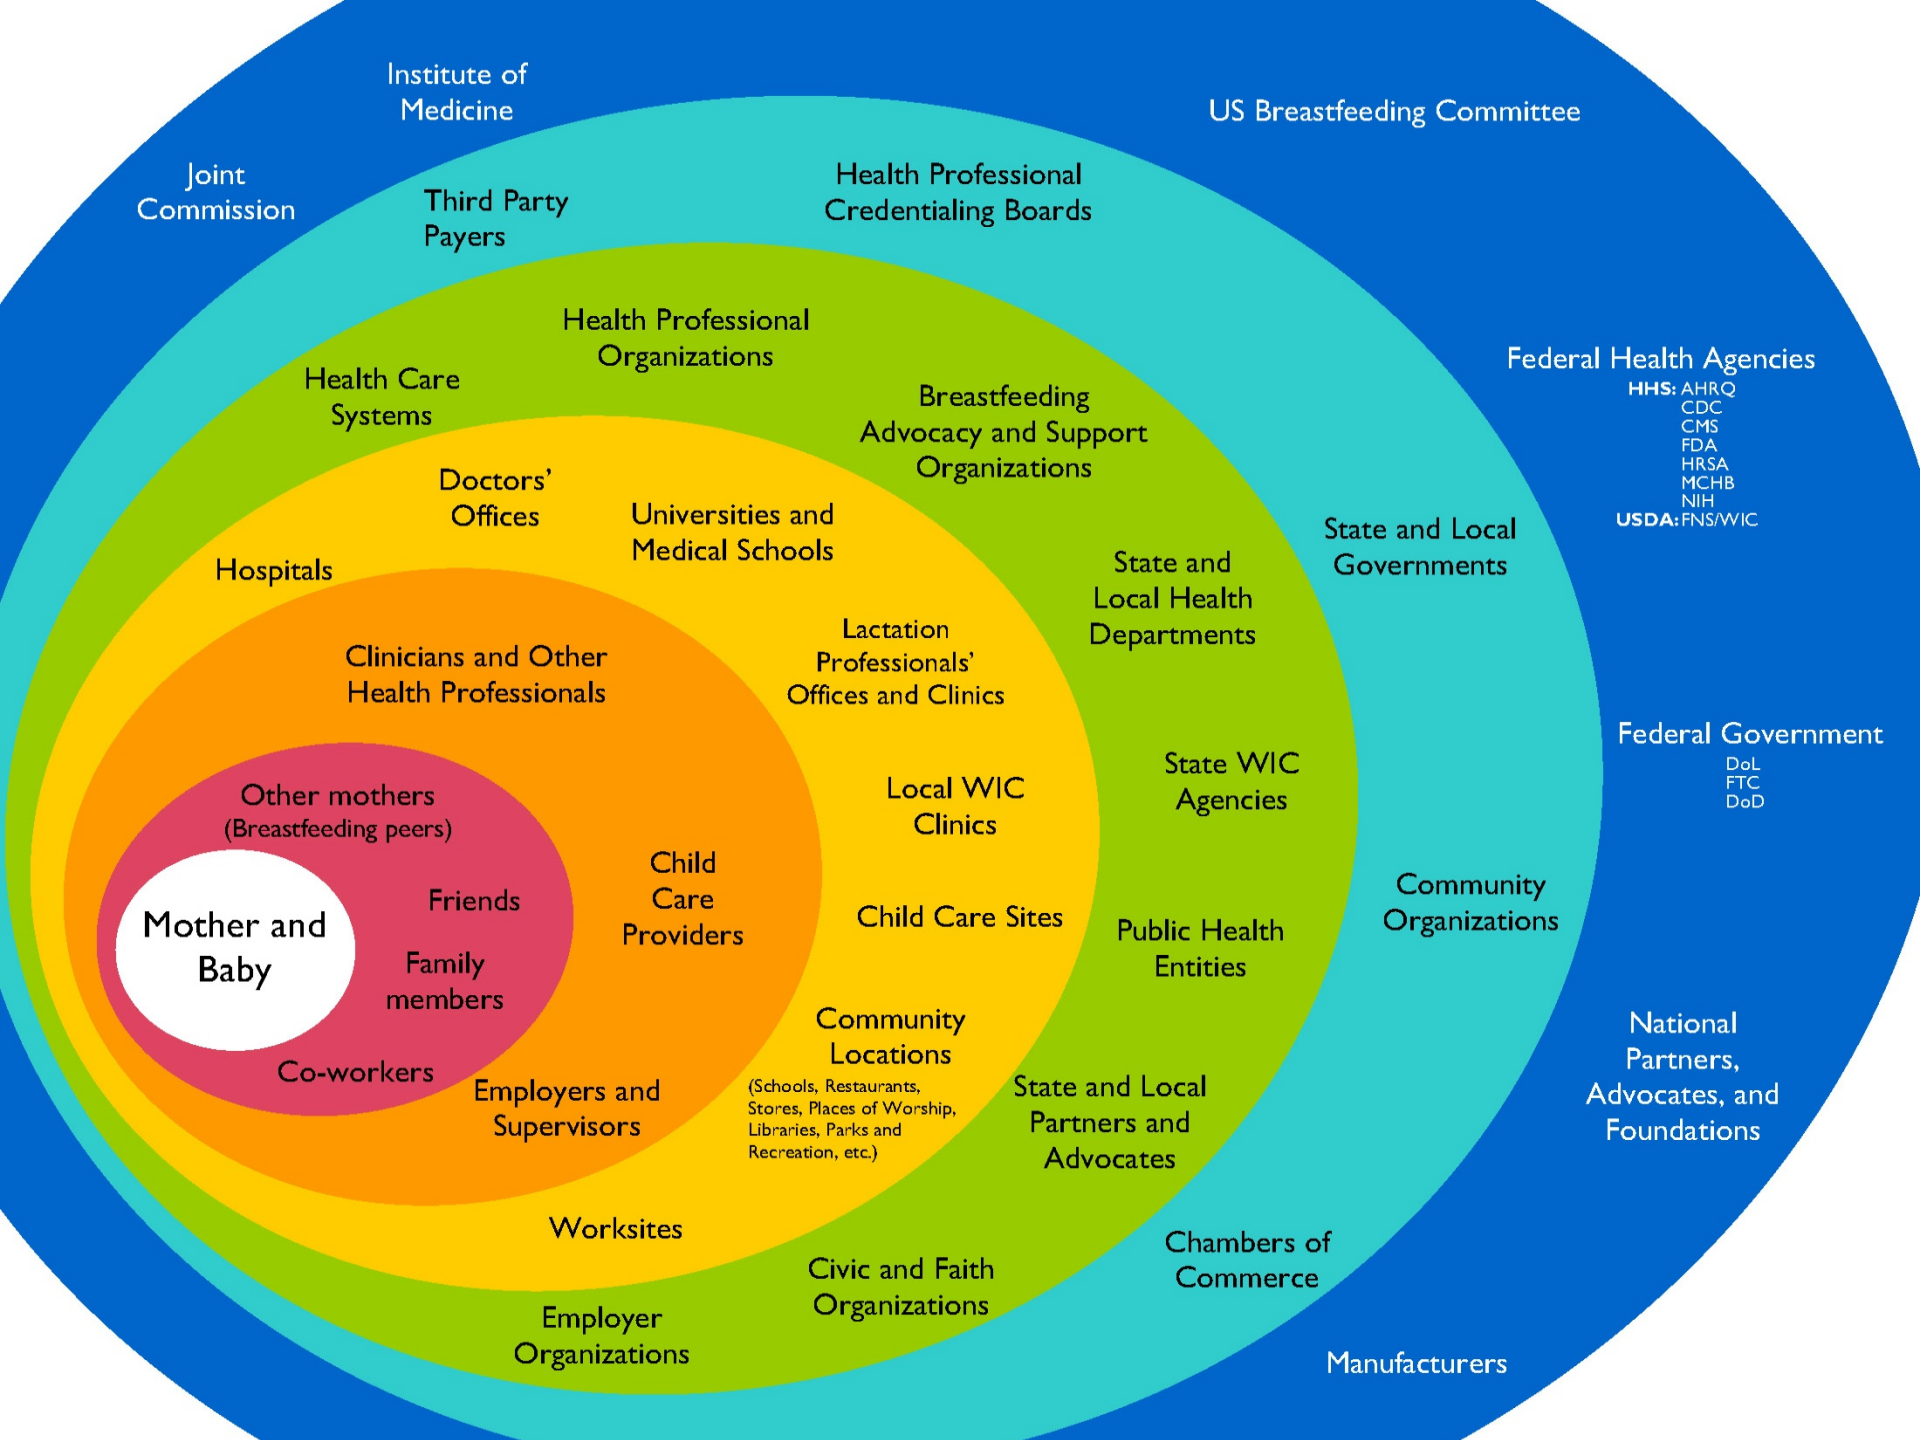 Institute of
Medicine
US Breastfeeding Committee
Joint
Commission
Third Party
Payers
Health Professional
Credentialing Boards
Health Professional
Organizations
Health Care
Systems
Breastfeeding
Advocacy and Support
Organizations
Federal Health Agencies
HHS: AHRQ
CDC
CMS
FDA
HRSA
MCHB
NIH
USDA: FNS/WIC
Doctors’
Offices
Universities and
Medical Schools
Hospitals
State and Local
Governments
State and
Local Health
Departments
Lactation
Professionals’
Offices and Clinics
Clinicians and Other
Health Professionals
Federal Government
DoL
FTC
DoD
State WIC
Agencies
Local WIC
Clinics
Other mothers
(Breastfeeding peers)
Child
Care
Providers
Friends
Mother and
Baby
Family
members
Child Care Sites
Public Health
Entities
Community
Organizations
Community
Locations
(Schools, Restaurants,
Stores, Places of Worship,
Libraries, Parks and
Recreation, etc.)
National
Partners,
Advocates, and
Foundations
Co-workers
Employers and
Supervisors
State and Local
Partners and
Advocates
Worksites
Chambers of
Commerce
Civic and Faith
Organizations
Employer
Organizations
Manufacturers